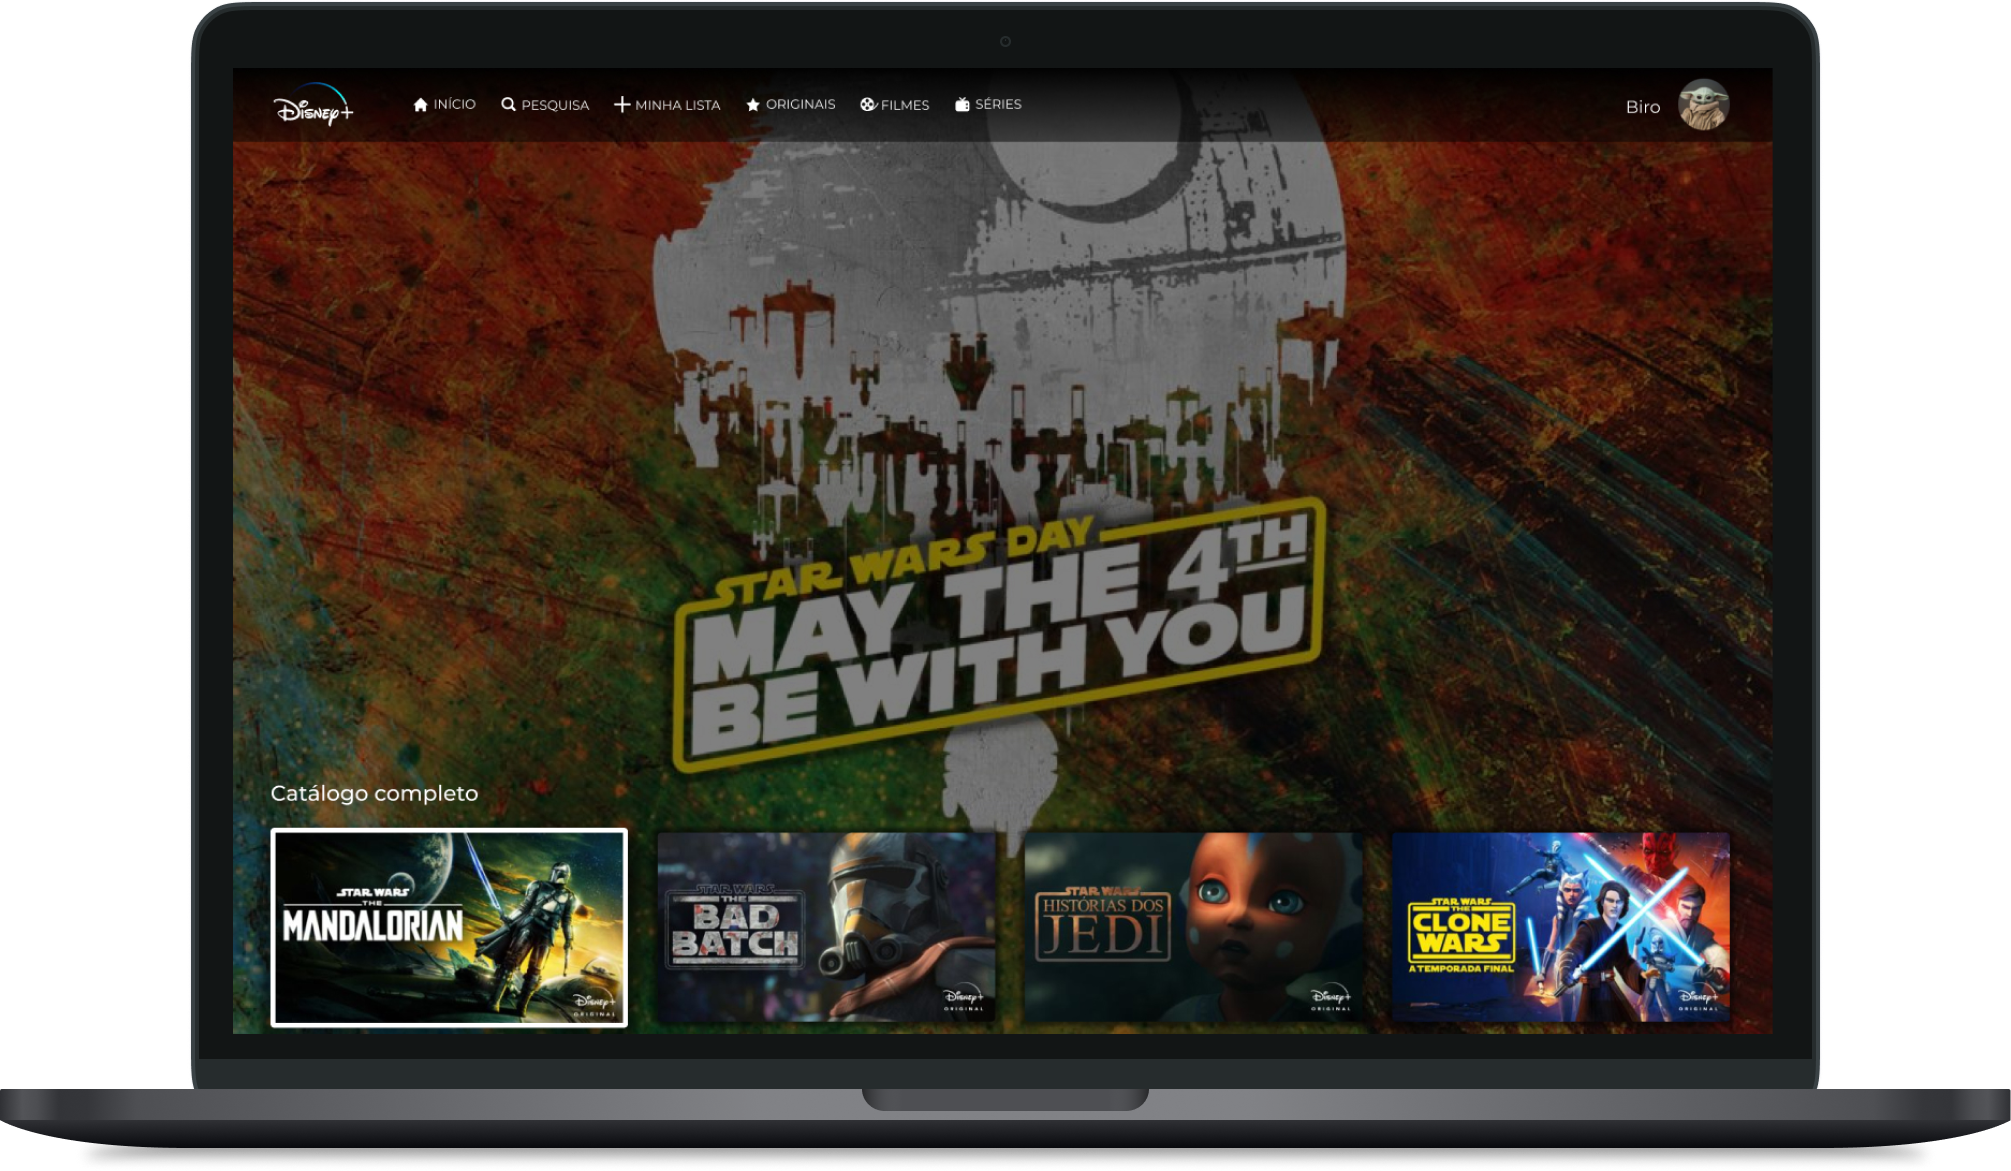 Disney+
INÍCIO
PESQUISA
MINHA LISTA
ORIGINAIS
FILMES
SÉRIES
Biro
STAR WARS DAY
MAY THE 4TH
BE WITH YOU
Catálogo completo
STAR WARS
THE
MANDALORIAN
Disney+
ORIGINAL
STAR WARS
THE
BAD
BATCH
Disney+
ORIGINAL
STAR WARS
HISTÓRIAS DOS
JEDI
Disney+
ORIGINAL
STAR WARS
THE
CLONE
WARS
A TEMPORADA FINAL
Disney+
ORIGINAL